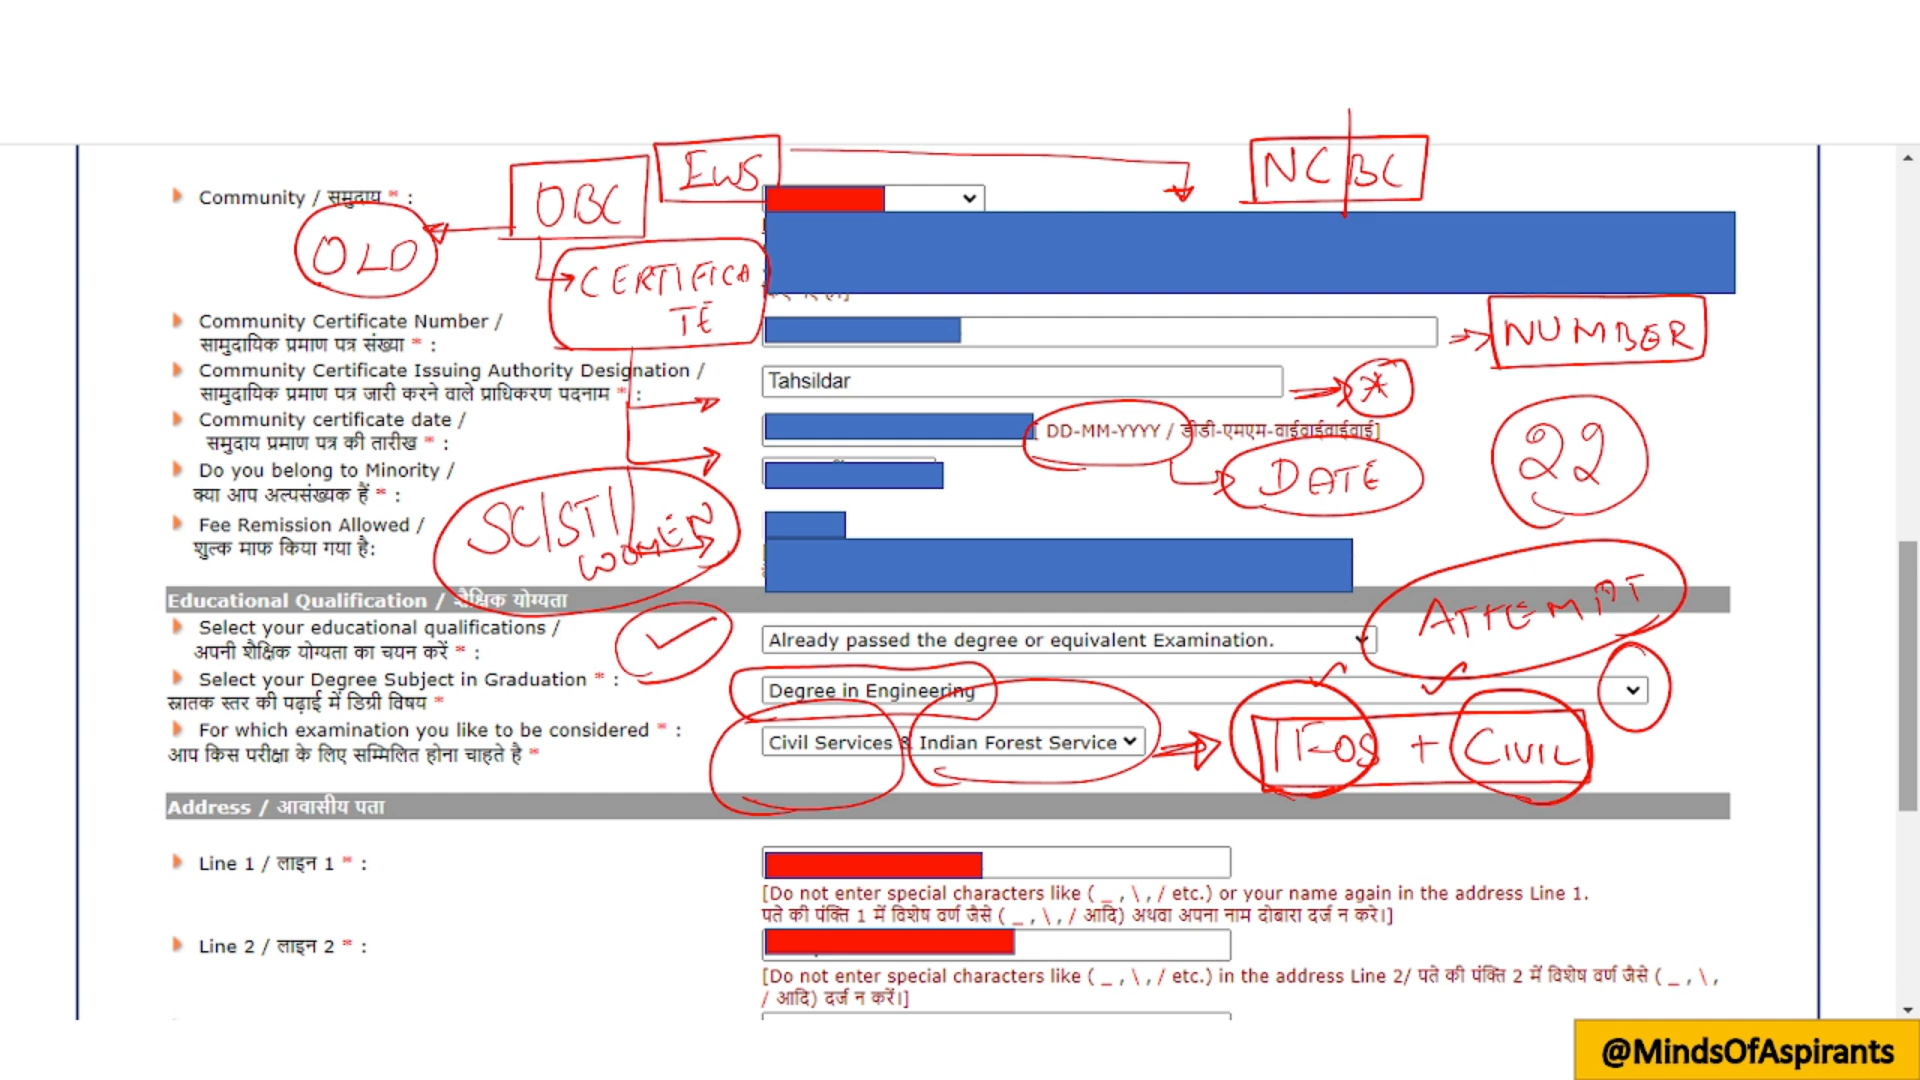 EWS
NCBC
OBC
Community / समुदाय * :
OLD
CERTIFICA
TE
Community Certificate Number /
सामुदायिक प्रमाण पत्र संख्या * :
NUMBER
Community Certificate Issuing Authority Designation /
सामुदायिक प्रमाण पत्र जारी करने वाले प्राधिकरण पदनाम * :
Tahsildar
*
Community certificate date /
समुदाय प्रमाण पत्र की तारीख * :
DD-MM-YYYY / डीडी-एमएम-वाईवाईवाईवाई]
22
DATE
Do you belong to Minority /
क्या आप अल्पसंख्यक हैं * :
SC/ST/
WOMEN
Fee Remission Allowed /
शुल्क माफ किया गया है:
ATTEMPT
Educational Qualification / शैक्षिक योग्यता
Select your educational qualifications /
अपनी शैक्षिक योग्यता का चयन करें * :
Already passed the degree or equivalent Examination.
Select your Degree Subject in Graduation * :
स्नातक स्तर की पढ़ाई में डिग्री विषय *
Degree in Engineering
For which examination you like to be considered * :
आप किस परीक्षा के लिए सम्मिलित होना चाहते है *
Civil Services & Indian Forest Service
IFOS + CIVIL
Address / आवासीय पता
Line 1 / लाइन 1 * :
[Do not enter special characters like ( _ , \ , / etc.) or your name again in the address Line 1.
पते की पंक्ति 1 में विशेष वर्ण जैसे ( _ , \ , / आदि) अथवा अपना नाम दोबारा दर्ज न करे।]
Line 2 / लाइन 2 * :
[Do not enter special characters like ( _ , \ , / etc.) in the address Line 2/ पते की पंक्ति 2 में विशेष वर्ण जैसे ( _ , \ ,
/ आदि) दर्ज न करें।]
@MindsOfAspirants